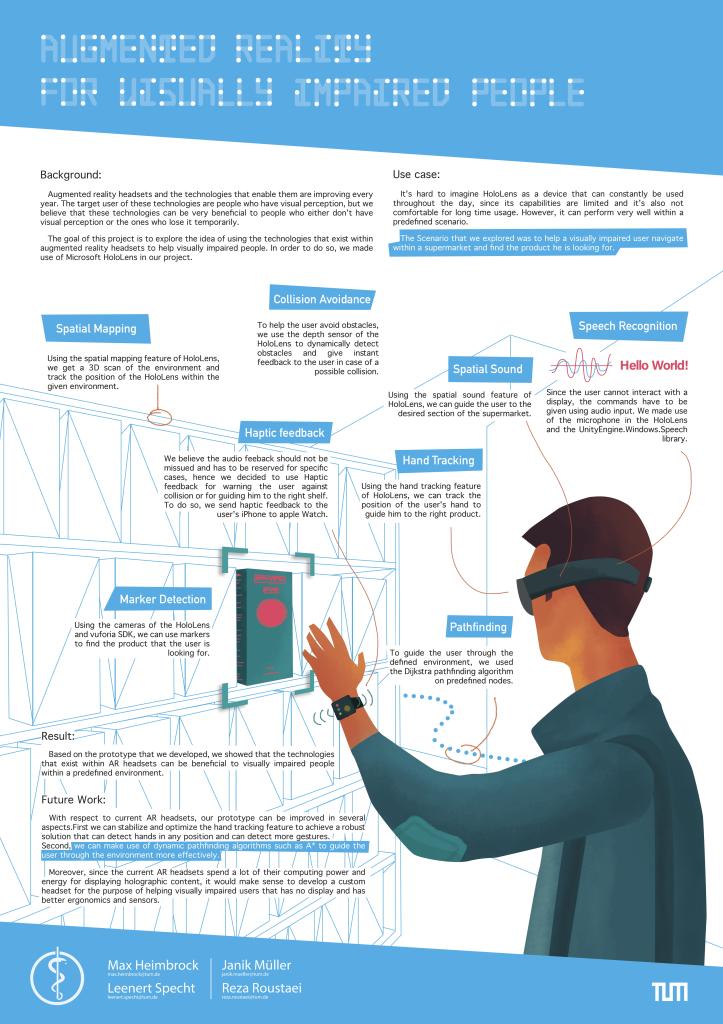 AUGMENTED REALITY
FOR VISUALLY IMPAIRED PEOPLE
Background:
Augmented reality headsets and the technologies that enable them are improving every
year. The target user of these technologies are people who have visual perception, but we
believe that these technologies can be very beneficial to people who either don't have
visual perception or the ones who lose it temporarily.
The goal of this project is to explore the idea of using the technologies that exist within
augmented reality headsets to help visually impaired people. In order to do so, we made
use of Microsoft HoloLens in our project.
Use case:
It's hard to imagine HoloLens as a device that can constantly be used
throughout the day, since its capabilities are limited and it's also not
comfortable for long time usage. However, it can perform very well within a
predefined scenario.
The Scenario that we explored was to help a visually impaired user navigate
within a supermarket and find the product he is looking for.
Collision Avoidance
To help the user avoid obstacles,
we use the depth sensor of the
HoloLens to dynamically detect
obstacles and give instant
feedback to the user in case of a
possible collision.
Spatial Mapping
Using the spatial mapping feature of HoloLens,
we get a 3D scan of the environment and
track the position of the HoloLens within the
given environment.
Speech Recognition
Hello World!
Since the user cannot interact with a
display, the commands have to be
given using audio input. We made use
of the microphone in the HoloLens
and the UnityEngine.Windows.Speech
library.
Spatial Sound
Using the spatial sound feature of
HoloLens, we can guide the user to the
desired section of the supermarket.
Haptic feedback
We believe the audio feeback should not be
missued and has to be reserved for specific
cases, hence we decided to use Haptic
feedback for warning the user against
collision or for guiding him to the right shelf.
To do so, we send haptic feedback to the
user's iPhone to apple Watch.
Hand Tracking
Using the hand tracking feature
of HoloLens, we can track the
position of the user's hand to
guide him to the right product.
Marker Detection
Using the cameras of the HoloLens
and vuforia SDK, we can use markers
to find the product that the user is
looking for.
Pathfinding
To guide the user through the
defined environment, we used
the Dijkstra pathfinding algorithm
on predefined nodes.
Result:
Based on the prototype that we developed, we showed that the technologies
that exist within AR headsets can be beneficial to visually impaired people
within a predefined environment.
Future Work:
With respect to current AR headsets, our prototype can be improved in several
aspects.First we can stabilize and optimize the hand tracking feature to achieve a robust
solution that can detect hands in any position and can detect more gestures.
Second, we can make use of dynamic pathfinding algorithms such as A* to guide the
user through the environment more effectively.
Moreover, since the current AR headsets spend a lot of their computing power and
energy for displaying holographic content, it would make sense to develop a custom
headset for the purpose of helping visually impaired users that has no display and has
better ergonomics and sensors.
Max Heimbrock
max.heimbrock@tum.de
Leenert Specht
leenert.specht@tum.de
Janik Müller
janik.mueller@tum.de
Reza Roustaei
reza.roustaei@tum.de
TUM